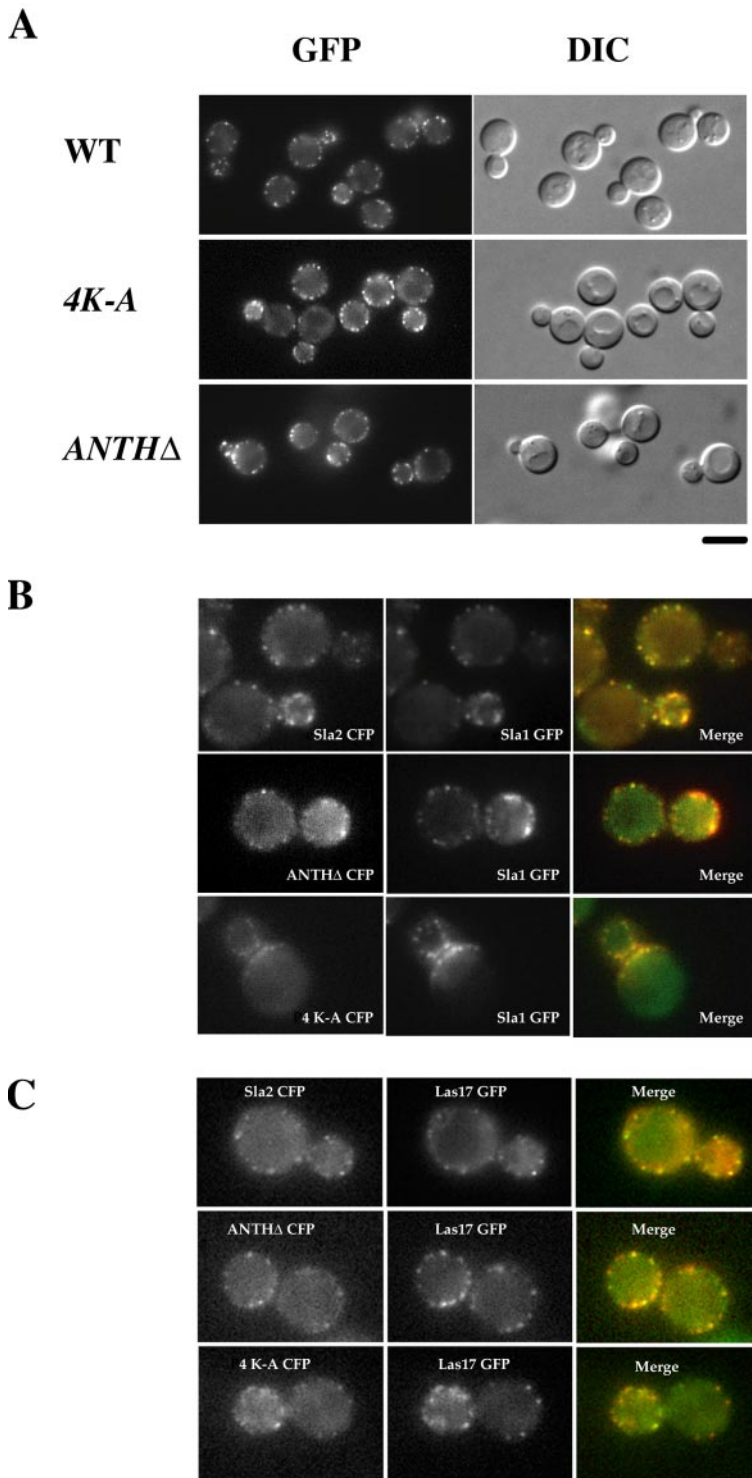 A
GFP DIC
WT
4K-A
ANTHΔ
B
Sla2 CFP Sla1 GFP Merge
ANTHΔ CFP Sla1 GFP Merge
4 K-A CFP Sla1 GFP Merge
C
Sla2 CFP Las17 GFP Merge
ANTHΔ CFP Las17 GFP Merge
4 K-A CFP Las17 GFP Merge